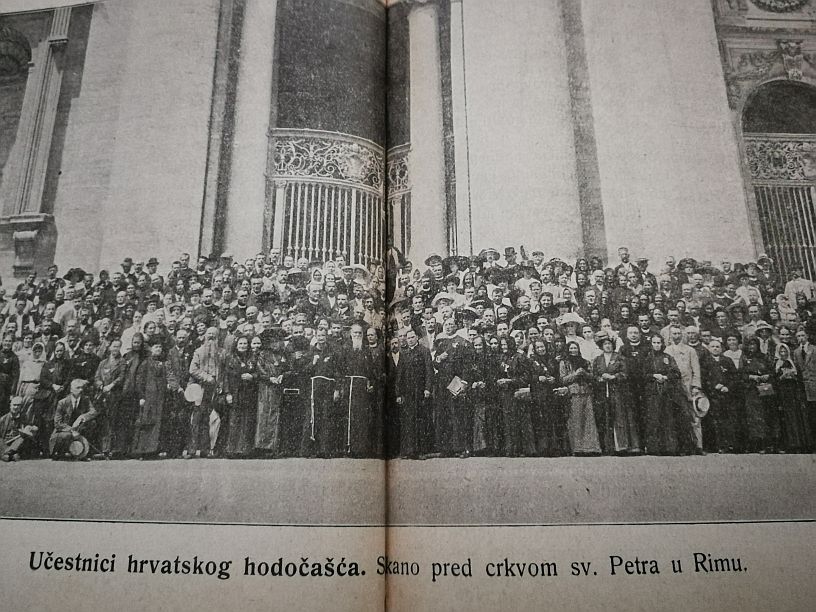 Učestnici hrvatskog hodočašća. Skano pred crkvom sv. Petra u Rimu.